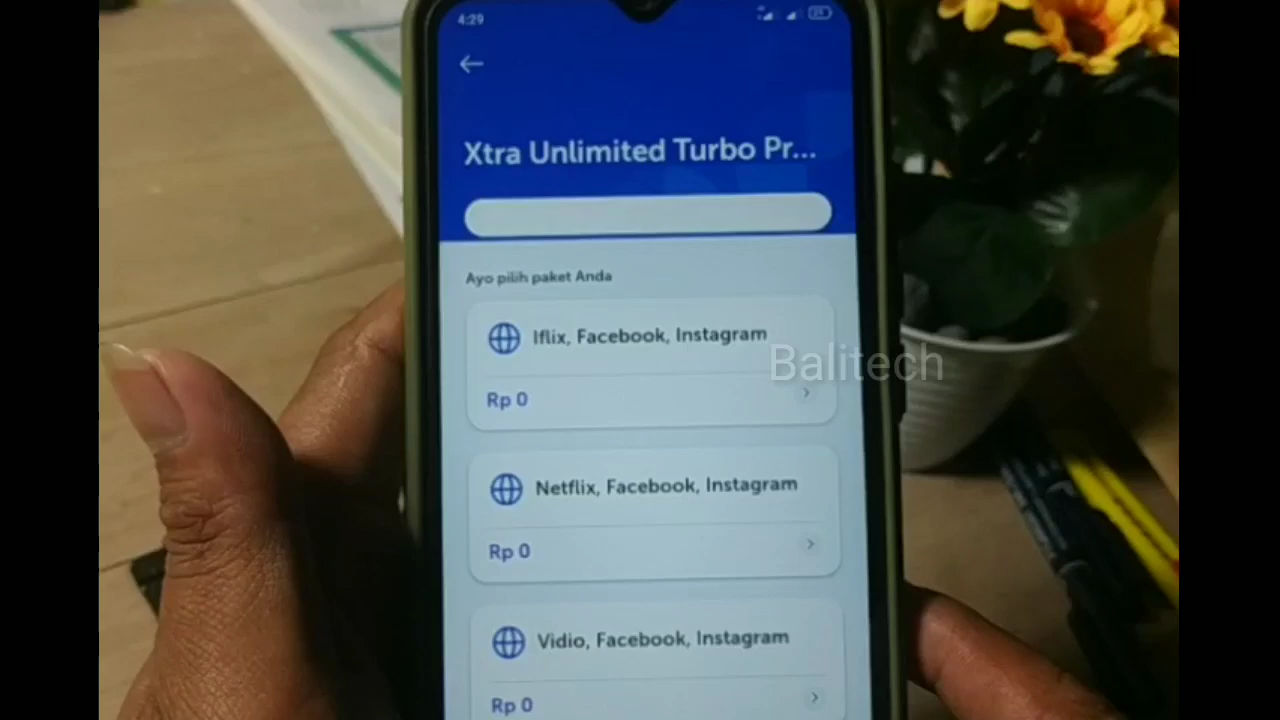 4:29
Xtra Unlimited Turbo Pr...
Ayo pilih paket Anda
Iflix, Facebook, Instagram
Balitech
Rp 0
Netflix, Facebook, Instagram
Rp 0
Vidio, Facebook, Instagram
Rp 0